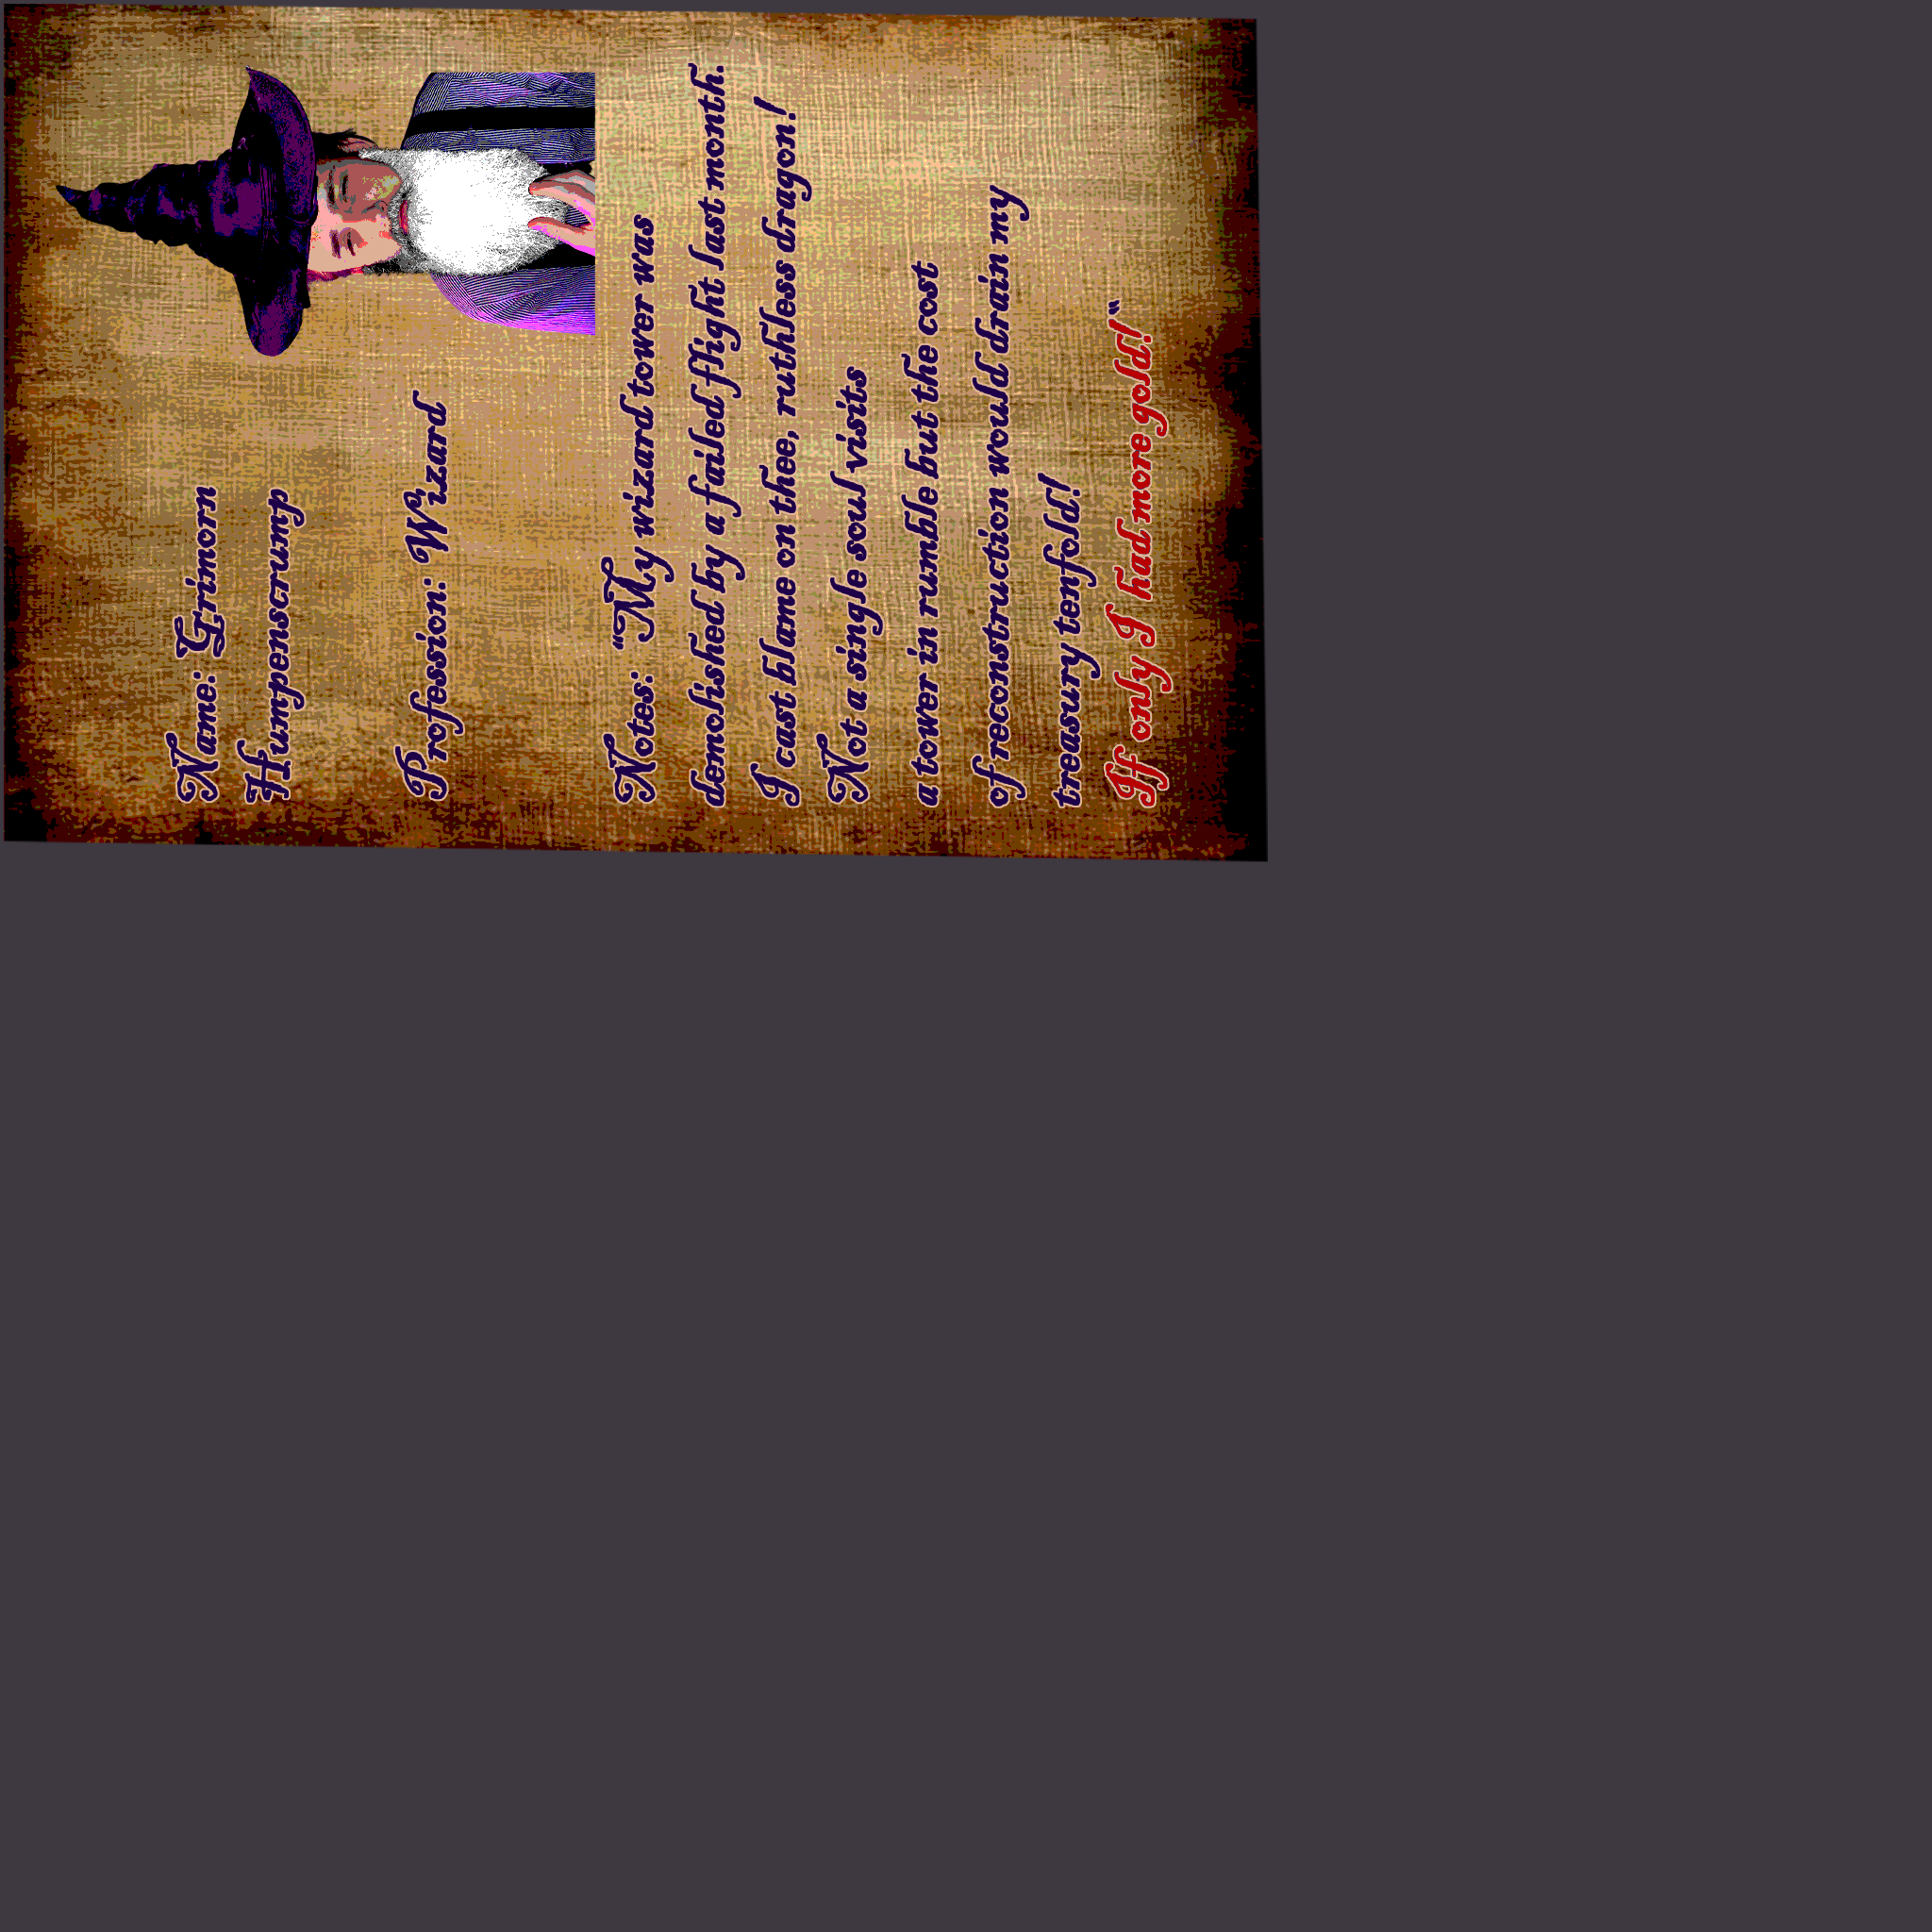 Name: Grimorn
Humpenscrump
Profession: Wizard
Notes: "My wizard tower was
demolished by a failed flight last month.
I cast blame on thee, ruthless dragon!
Not a single soul visits
a tower in rumble but the cost
of reconstruction would drain my
treasury tenfold!
If only I had more gold!"